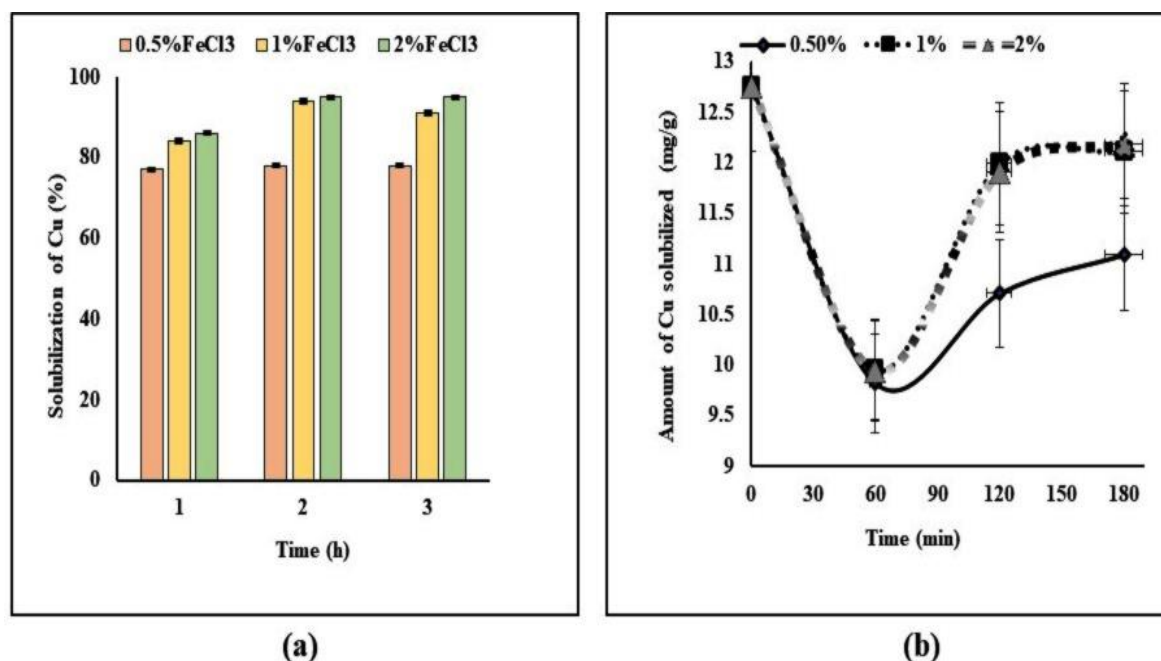 0.5%FeCl3 1%FeCl3 2%FeCl3
100
80
60
40
20
0
Solubilization of Cu (%)
1 2 3
Time (h)
(a)
0.50% 1% 2%
13
12.5
12
11.5
11
10.5
10
9.5
9
Amount of Cu solubilized (mg/g)
0 30 60 90 120 150 180
Time (min)
(b)